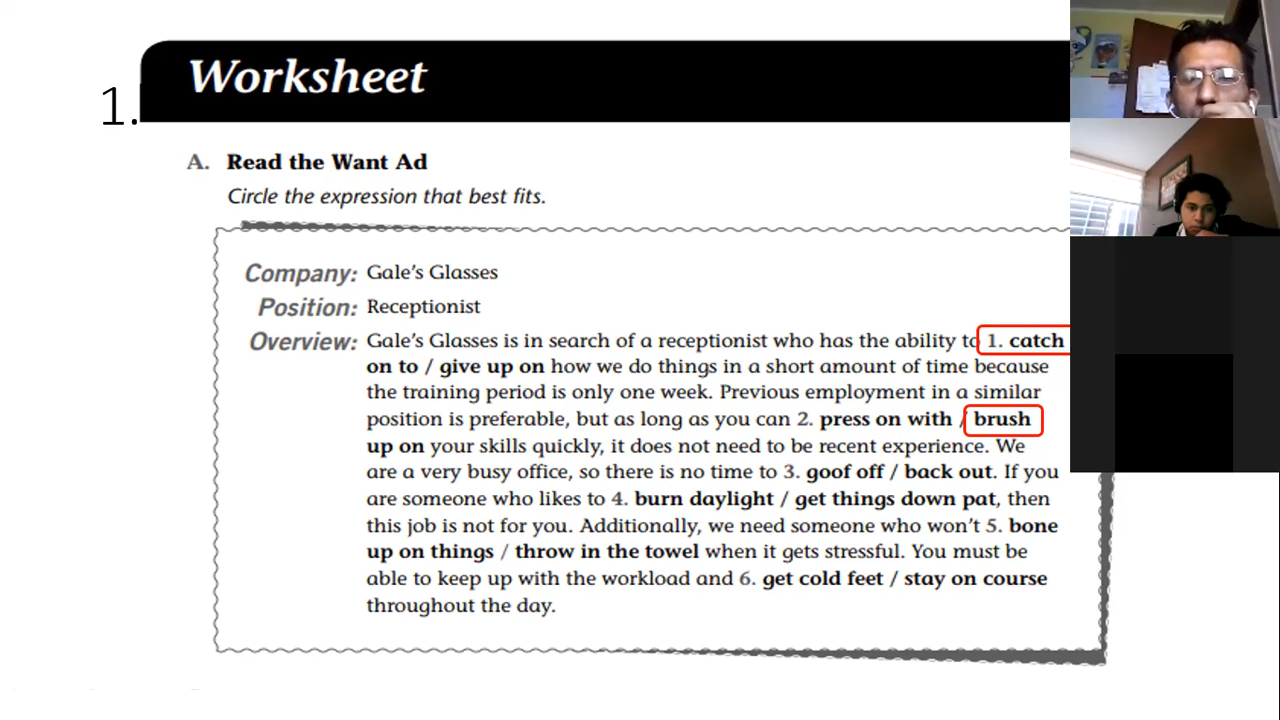 1.
Worksheet
A. Read the Want Ad
Circle the expression that best fits.
Company: Gale's Glasses
Position: Receptionist
Overview: Gale's Glasses is in search of a receptionist who has the ability to 1. catch
on to / give up on how we do things in a short amount of time because
the training period is only one week. Previous employment in a similar
position is preferable, but as long as you can 2. press on with / brush
up on your skills quickly, it does not need to be recent experience. We
are a very busy office, so there is no time to 3. goof off / back out. If you
are someone who likes to 4. burn daylight / get things down pat, then
this job is not for you. Additionally, we need someone who won't 5. bone
up on things / throw in the towel when it gets stressful. You must be
able to keep up with the workload and 6. get cold feet / stay on course
throughout the day.